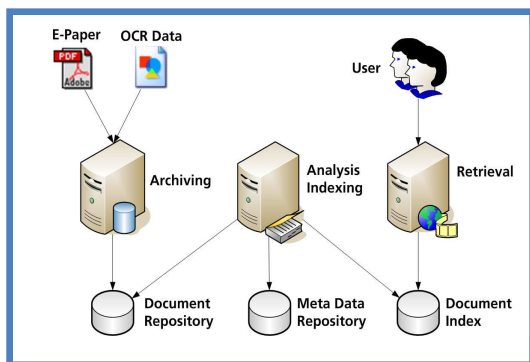 E-Paper
OCR Data
User
PDF
Adobe
Archiving
Analysis
Indexing
Retrieval
Document
Repository
Meta Data
Repository
Document
Index